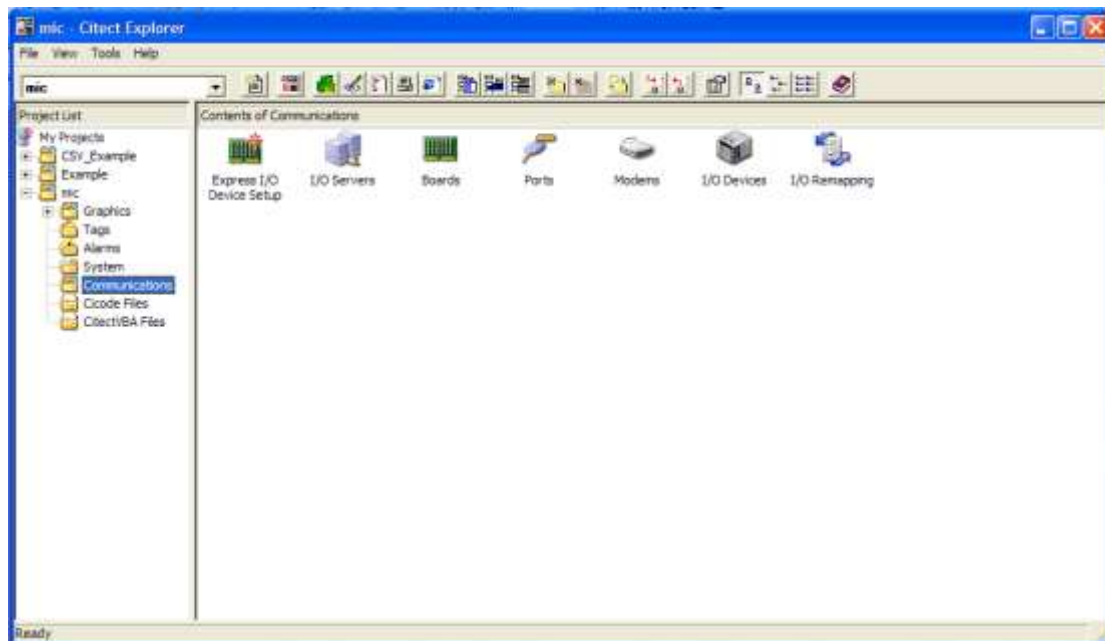 mic - Citect Explorer
File View Tools Help
mic
Project List
Contents of Communications
My Projects
CSV_Example
Example
mic
Graphics
Tags
Alarms
System
Communications
Cicode Files
CitectVBA Files
Express I/O
Device Setup
I/O Servers
Boards
Ports
Modems
I/O Devices
I/O Remapping
Ready